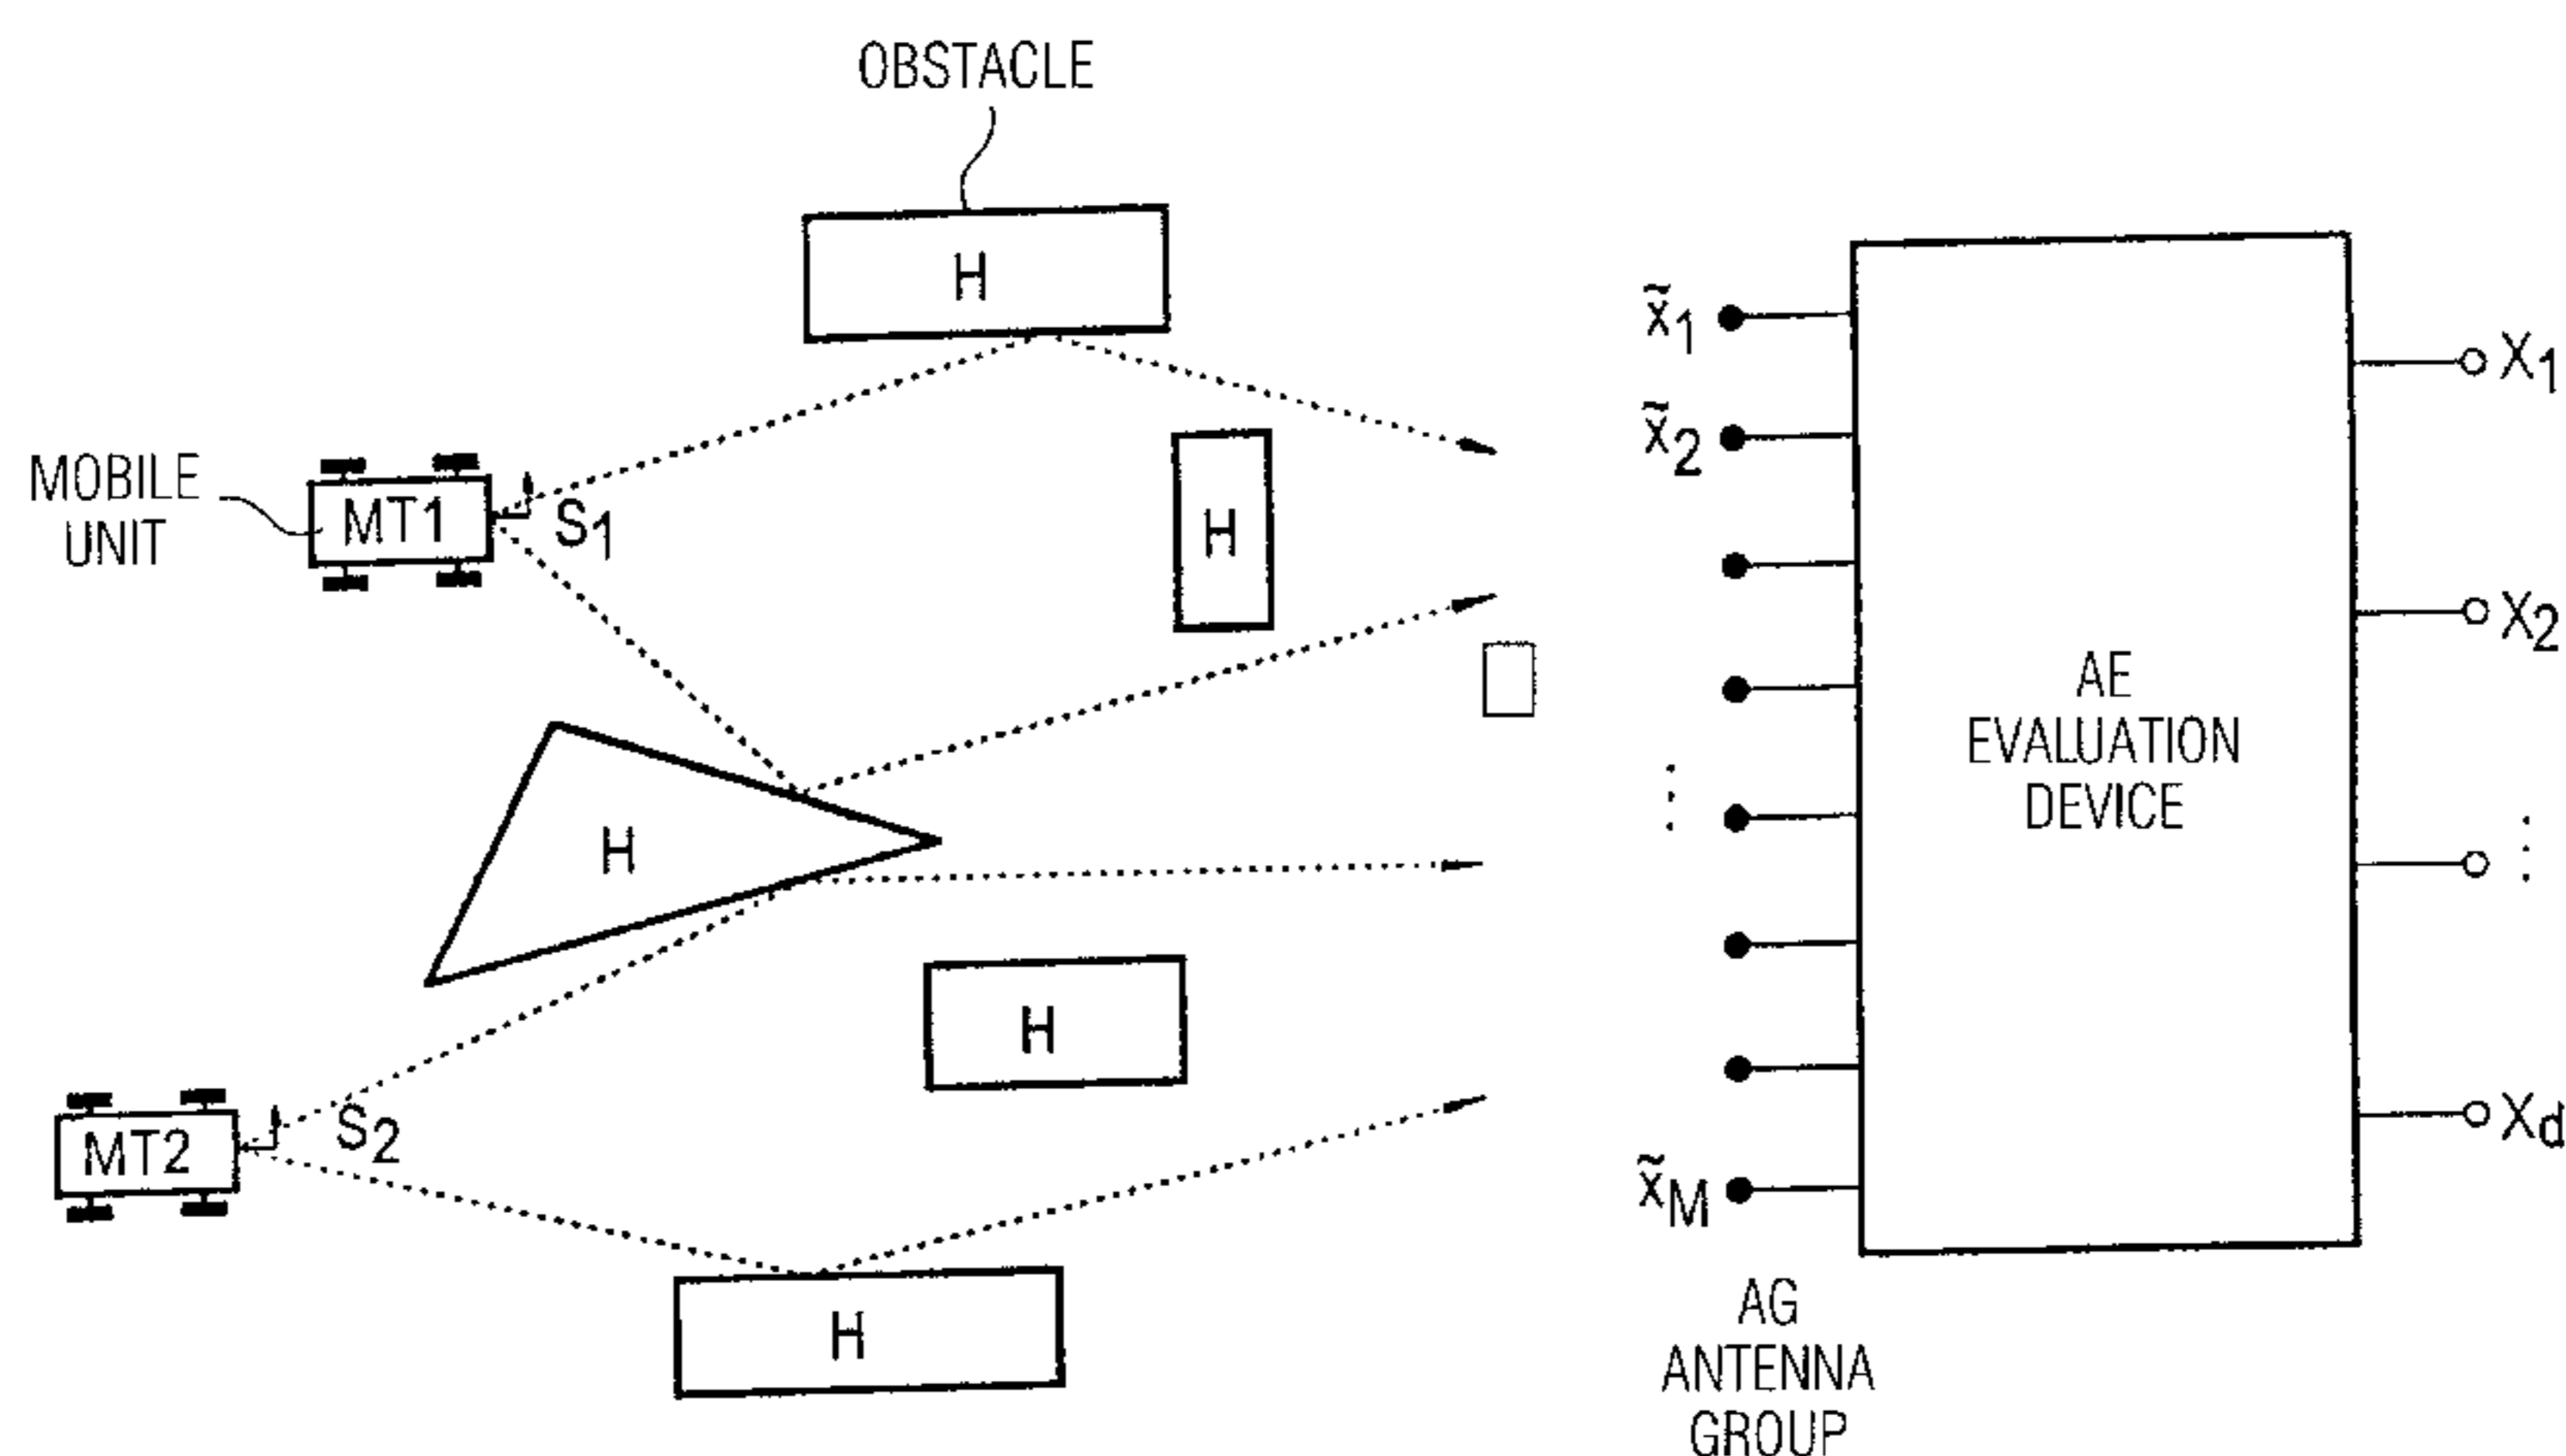 OBSTACLE
H
x̃1
X1
x̃2
MOBILE
UNIT
MT1
S1
H
X2
AE
EVALUATION
DEVICE
H
H
MT2
S2
Xd
x̃M
H
AG
ANTENNA
GROUP